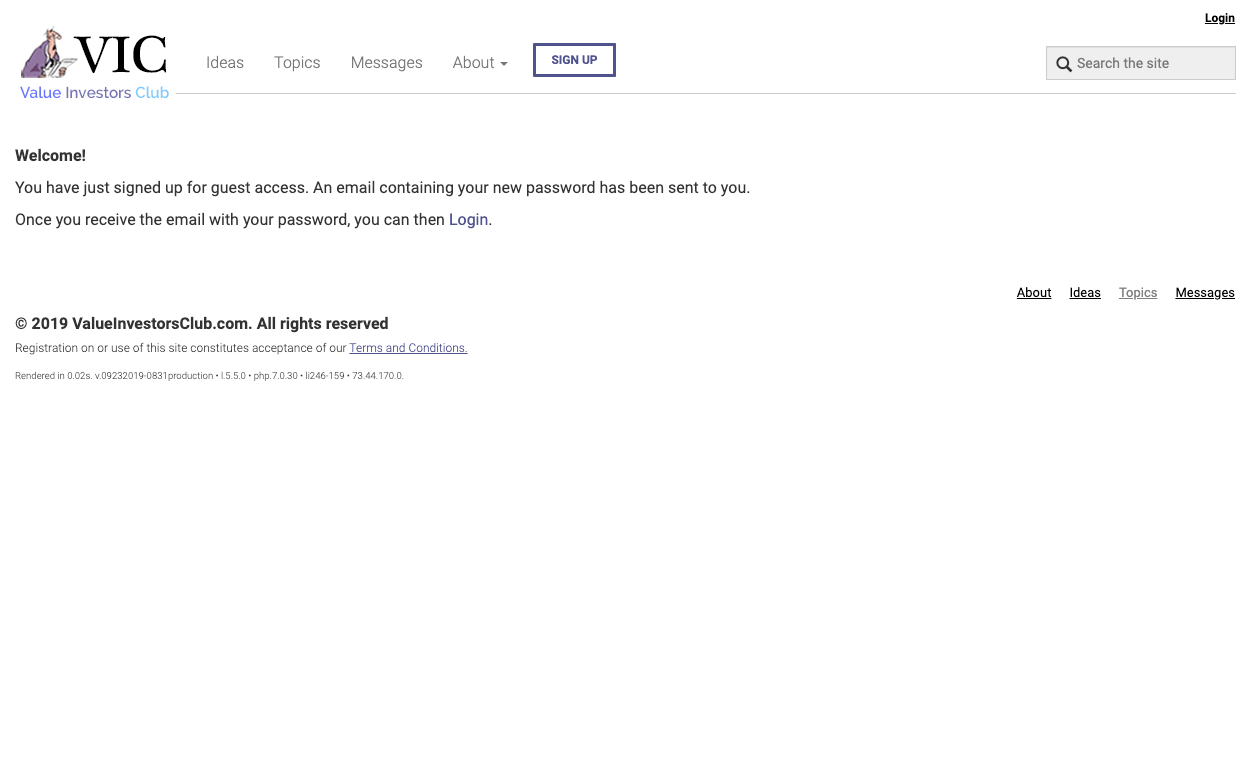 Login
VIC
Value Investors Club
Ideas Topics Messages About SIGN UP
Search the site
Welcome!
You have just signed up for guest access. An email containing your new password has been sent to you.
Once you receive the email with your password, you can then Login.
About Ideas Topics Messages
© 2019 ValueInvestorsClub.com. All rights reserved
Registration on or use of this site constitutes acceptance of our Terms and Conditions.
Rendered in 0.02s. v.09232019-0831production • l.5.5.0 • php.7.0.30 • li246-159 • 73.44.170.0.